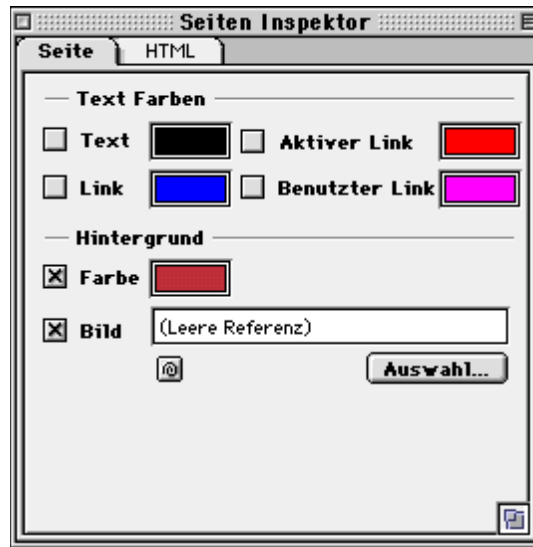 Seiten Inspektor
Seite HTML
Text Farben
Text Aktiver Link
Link Benutzter Link
Hintergrund
Farbe
Bild (Leere Referenz)
@ Auswahl...